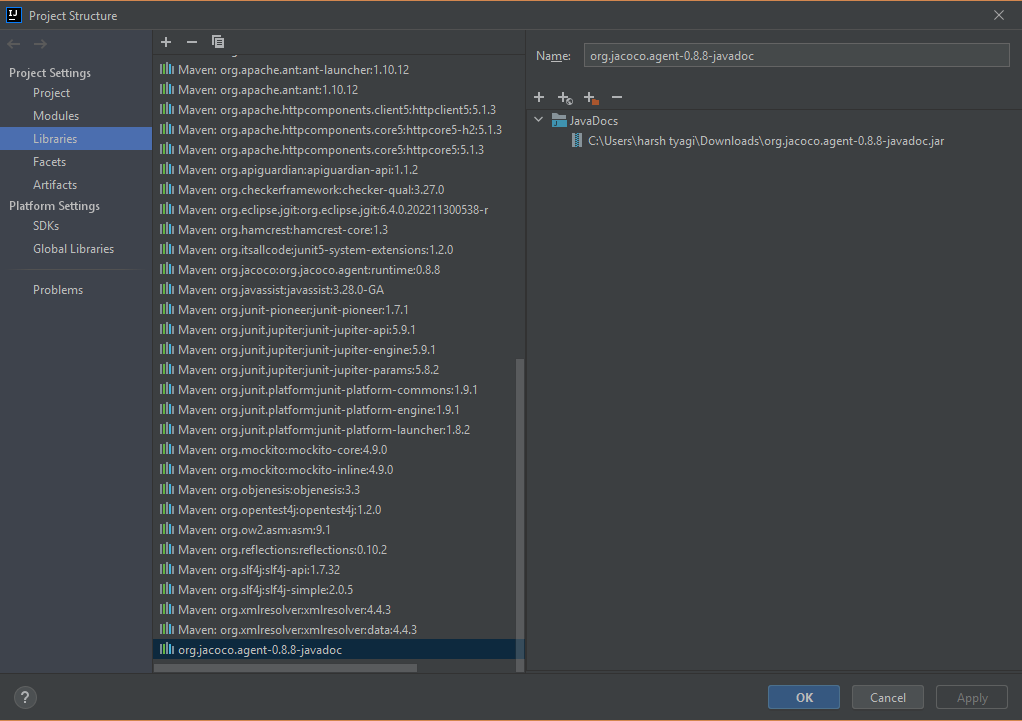 Project Structure
Project Settings
Project
Modules
Libraries
Facets
Artifacts
Platform Settings
SDKs
Global Libraries
Problems
Maven: org.apache.ant:ant-launcher:1.10.12
Maven: org.apache.ant:ant:1.10.12
Maven: org.apache.httpcomponents.client5:httpclient5:5.1.3
Maven: org.apache.httpcomponents.core5:httpcore5-h2:5.1.3
Maven: org.apache.httpcomponents.core5:httpcore5:5.1.3
Maven: org.apiguardian:apiguardian-api:1.1.2
Maven: org.checkerframework:checker-qual:3.27.0
Maven: org.eclipse.jgit:org.eclipse.jgit:6.4.0.202211300538-r
Maven: org.hamcrest:hamcrest-core:1.3
Maven: org.itsallcode:junit5-system-extensions:1.2.0
Maven: org.jacoco:org.jacoco.agent:runtime:0.8.8
Maven: org.javassist:javassist:3.28.0-GA
Maven: org.junit-pioneer:junit-pioneer:1.7.1
Maven: org.junit.jupiter:junit-jupiter-api:5.9.1
Maven: org.junit.jupiter:junit-jupiter-engine:5.9.1
Maven: org.junit.jupiter:junit-jupiter-params:5.8.2
Maven: org.junit.platform:junit-platform-commons:1.9.1
Maven: org.junit.platform:junit-platform-engine:1.9.1
Maven: org.junit.platform:junit-platform-launcher:1.8.2
Maven: org.mockito:mockito-core:4.9.0
Maven: org.mockito:mockito-inline:4.9.0
Maven: org.objenesis:objenesis:3.3
Maven: org.opentest4j:opentest4j:1.2.0
Maven: org.ow2.asm:asm:9.1
Maven: org.reflections:reflections:0.10.2
Maven: org.slf4j:slf4j-api:1.7.32
Maven: org.slf4j:slf4j-simple:2.0.5
Maven: org.xmlresolver:xmlresolver:4.4.3
Maven: org.xmlresolver:xmlresolver:data:4.4.3
org.jacoco.agent-0.8.8-javadoc
Name: org.jacoco.agent-0.8.8-javadoc
JavaDocs
C:\Users\harsh tyagi\Downloads\org.jacoco.agent-0.8.8-javadoc.jar
?
OK
Cancel
Apply